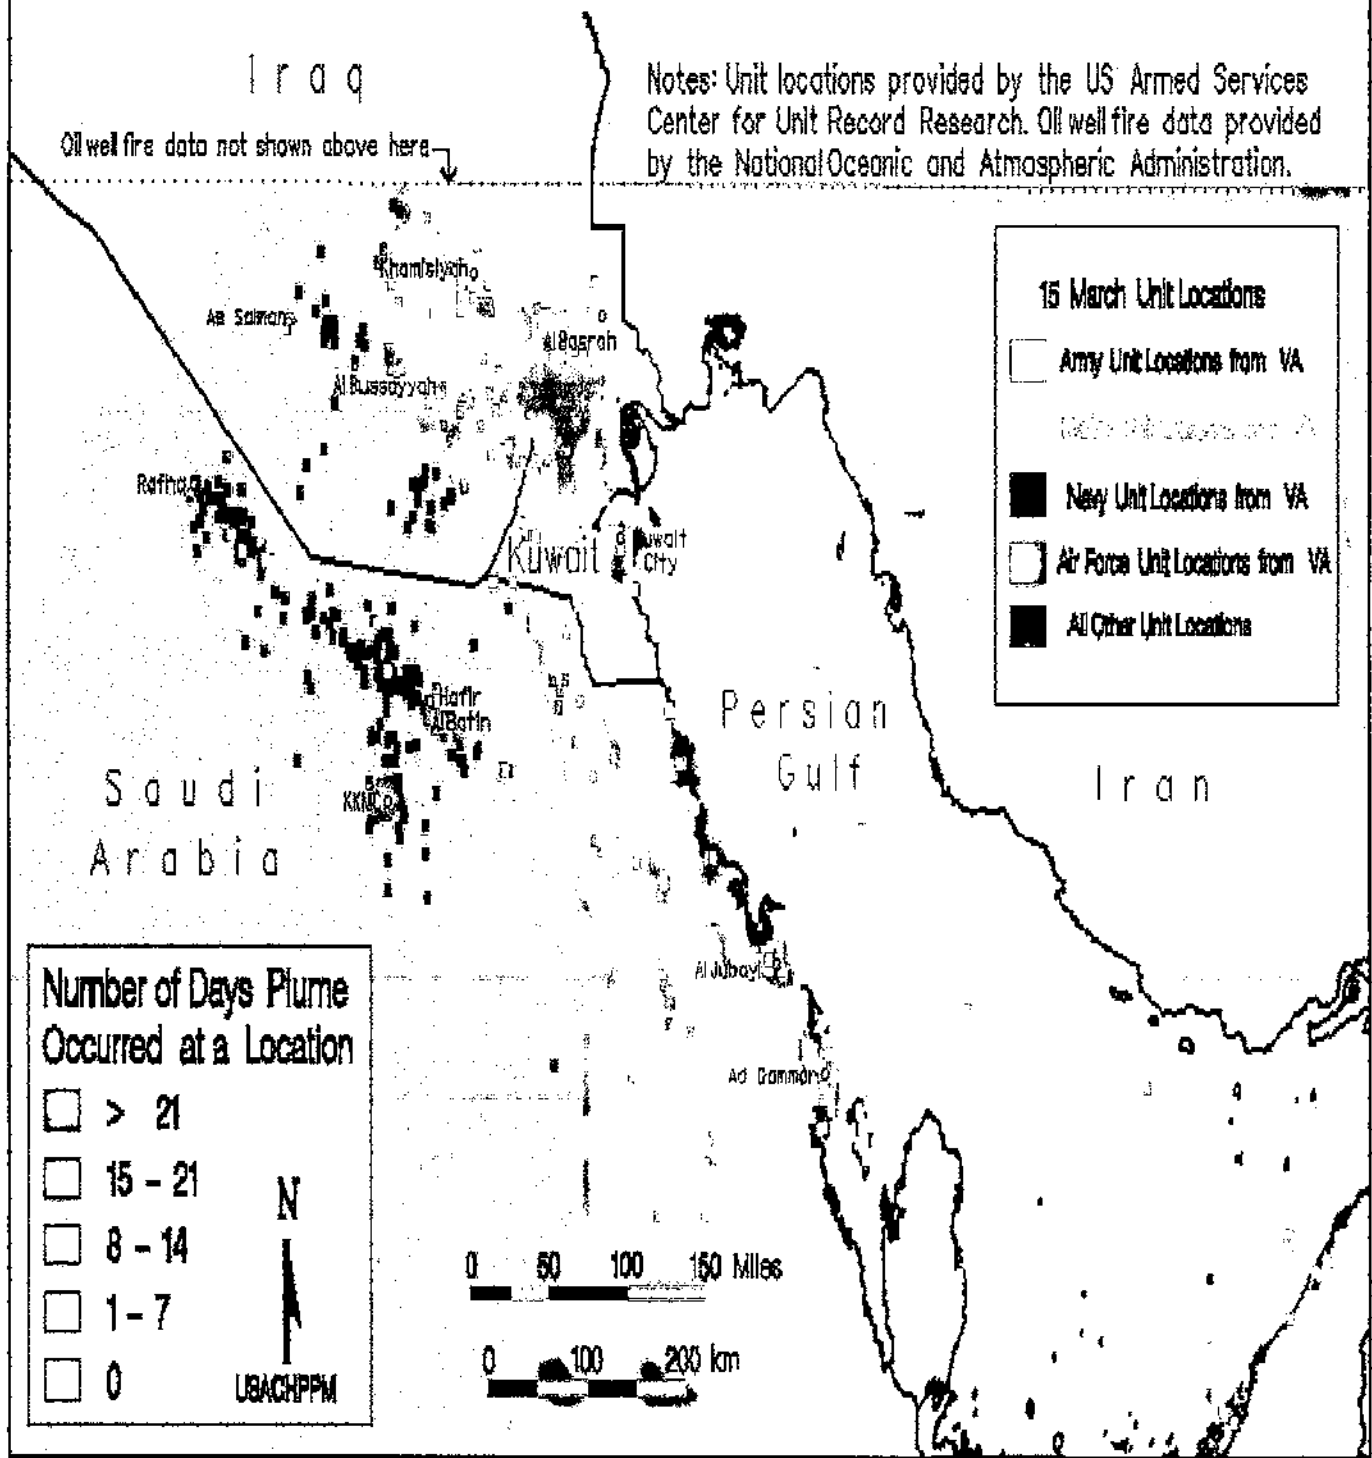 Iraq
Notes: Unit locations provided by the US Armed Services
Center for Unit Record Research. Oil well fire data provided
by the National Oceanic and Atmospheric Administration.
Oil well fire data not shown above here
Khamisiyah
As Salman
Al Basrah
Al Bussayyah
15 March Unit Locations
Army Unit Locations from VA
Navy Unit Locations from VA
Air Force Unit Locations from VA
All Other Unit Locations
Rafha
Kuwait
Kuwait
City
Hafir
Al Batin
Persian
Gulf
Iran
Saudi
Arabia
KKMC
Al Jubayl
Ad Dammam
Number of Days Plume
Occurred at a Location
> 21
15 - 21
8 - 14
1 - 7
0
N
USACHPPM
0 50 100 150 Miles
0 100 200 km